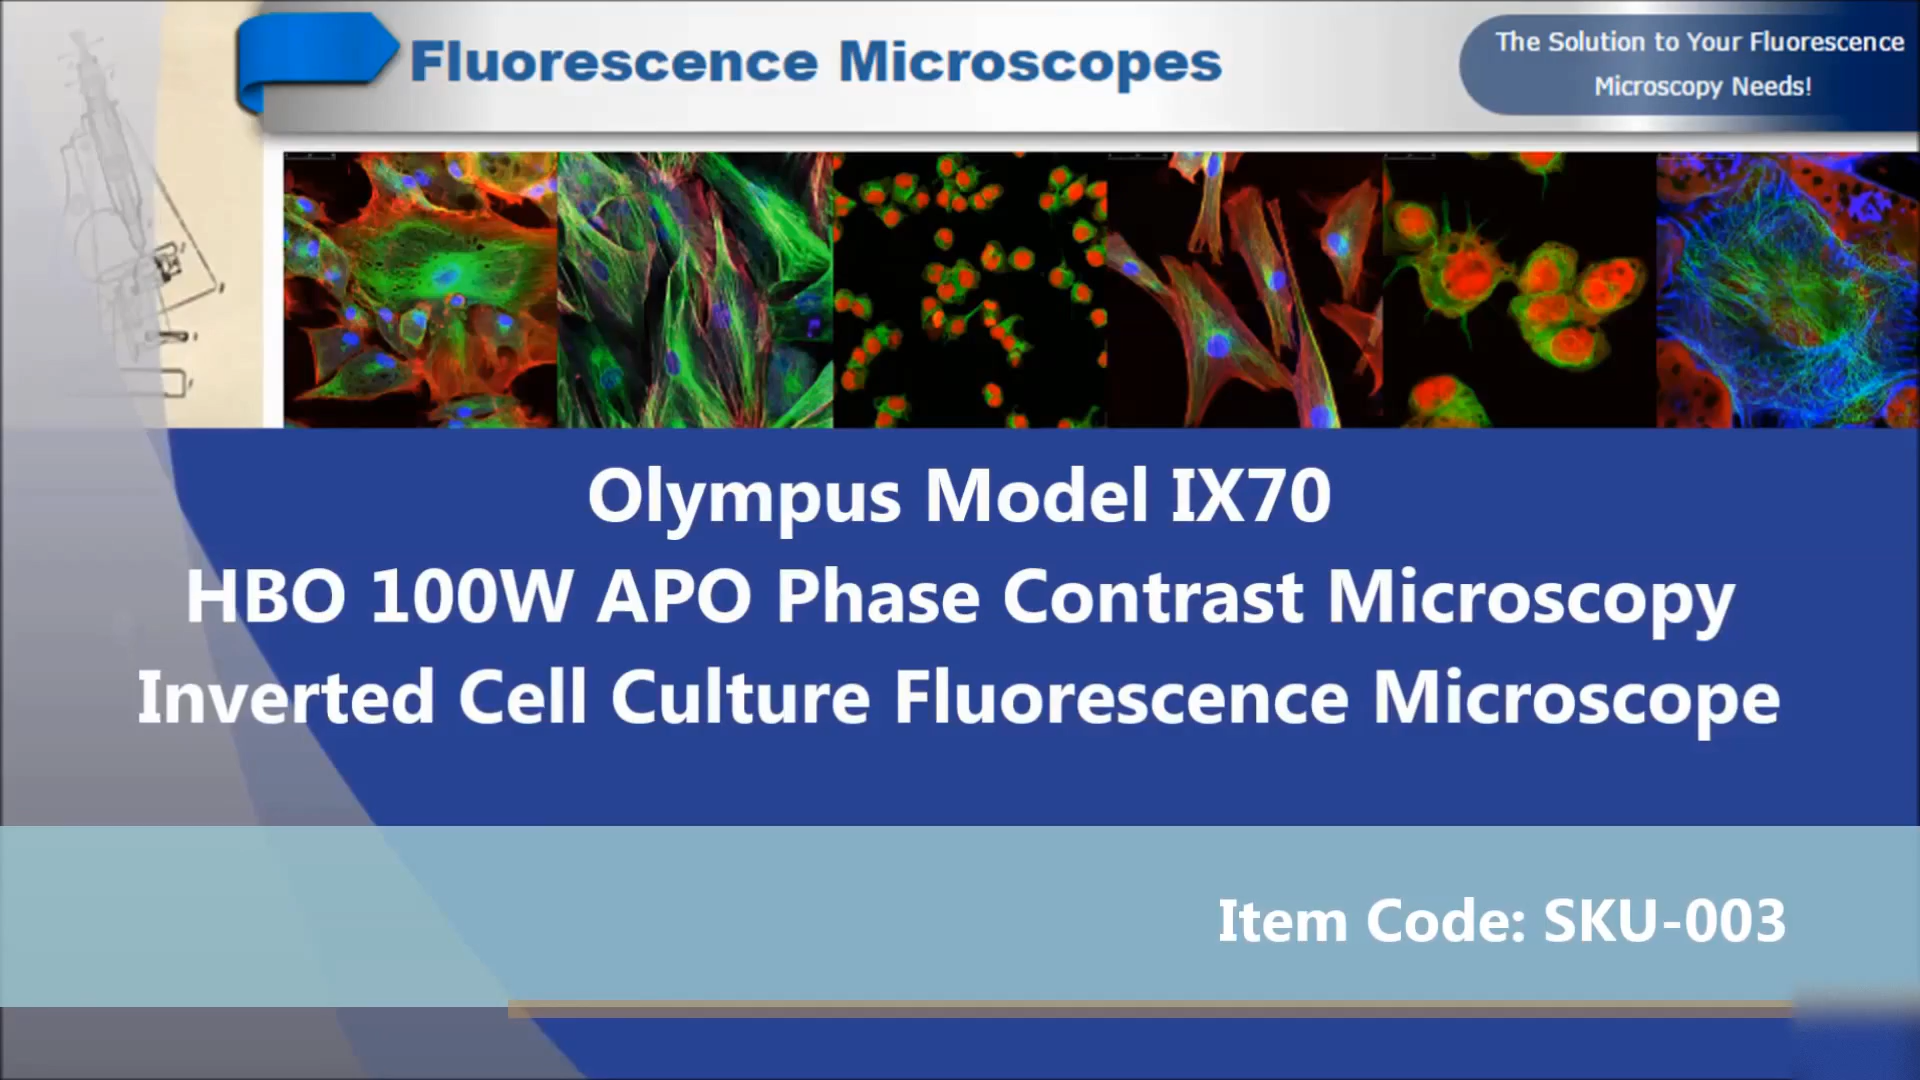 Fluorescence Microscopes
The Solution to Your Fluorescence
Microscopy Needs!
Olympus Model IX70
HBO 100W APO Phase Contrast Microscopy
Inverted Cell Culture Fluorescence Microscope
Item Code: SKU-003